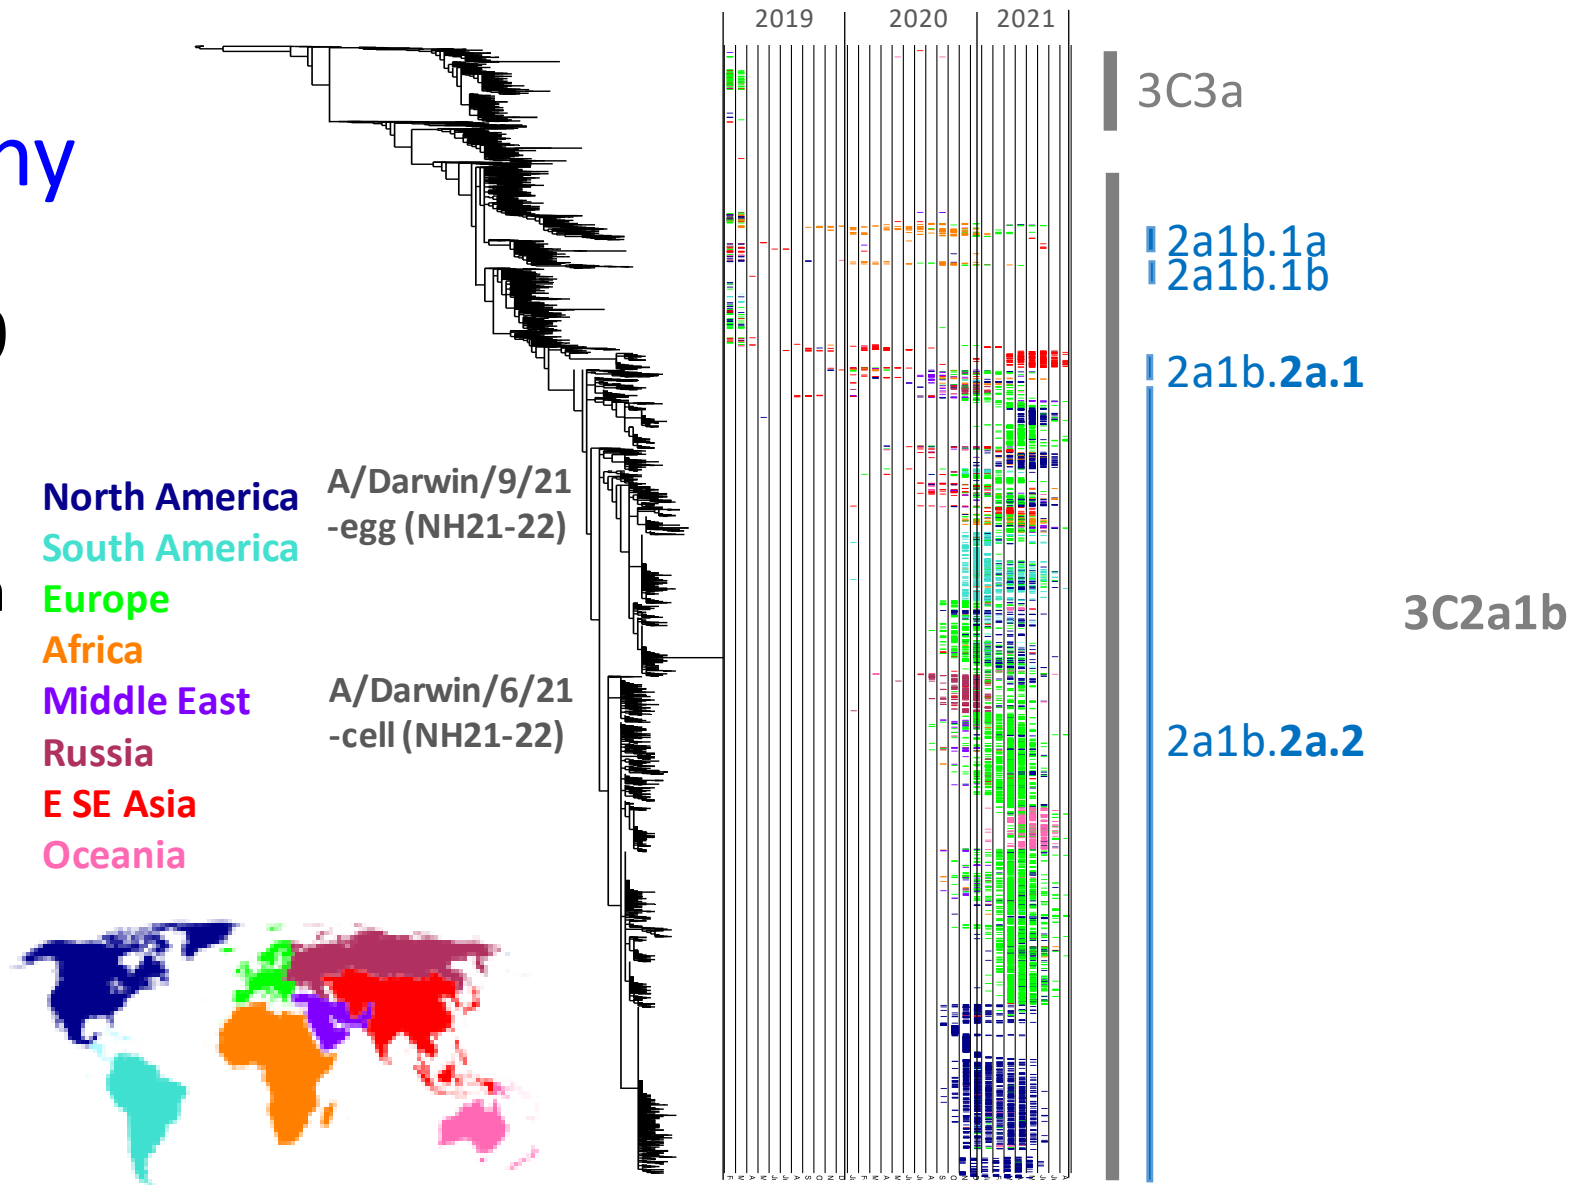 2019 2020 2021
3C3a
ny
2a1b.1a
2a1b.1b
2a1b.2a.1
A/Darwin/9/21
-egg (NH21-22)
North America
South America
Europe
Africa
Middle East
Russia
E SE Asia
Oceania
3C2a1b
A/Darwin/6/21
-cell (NH21-22)
2a1b.2a.2